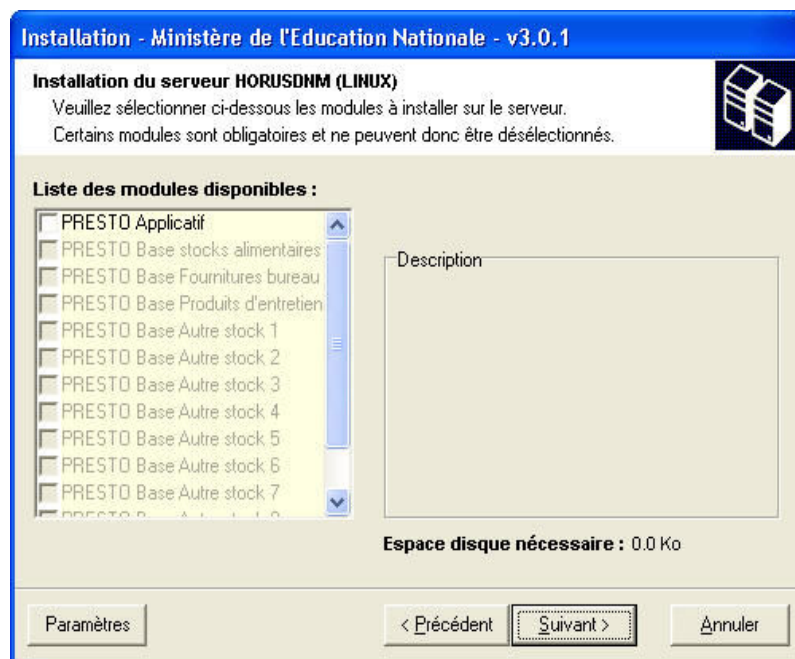 Installation - Ministère de l'Education Nationale - v3.0.1
Installation du serveur HORUSDNM (LINUX)
Veuillez sélectionner ci-dessous les modules à installer sur le serveur.
Certains modules sont obligatoires et ne peuvent donc être désélectionnés.
Liste des modules disponibles :
PRESTO Applicatif
PRESTO Base stocks alimentaires
PRESTO Base Fournitures bureau
PRESTO Base Produits d'entretien
PRESTO Base Autre stock 1
PRESTO Base Autre stock 2
PRESTO Base Autre stock 3
PRESTO Base Autre stock 4
PRESTO Base Autre stock 5
PRESTO Base Autre stock 6
PRESTO Base Autre stock 7
Description
Espace disque nécessaire : 0.0 Ko
Paramètres
< Précédent
Suivant >
Annuler